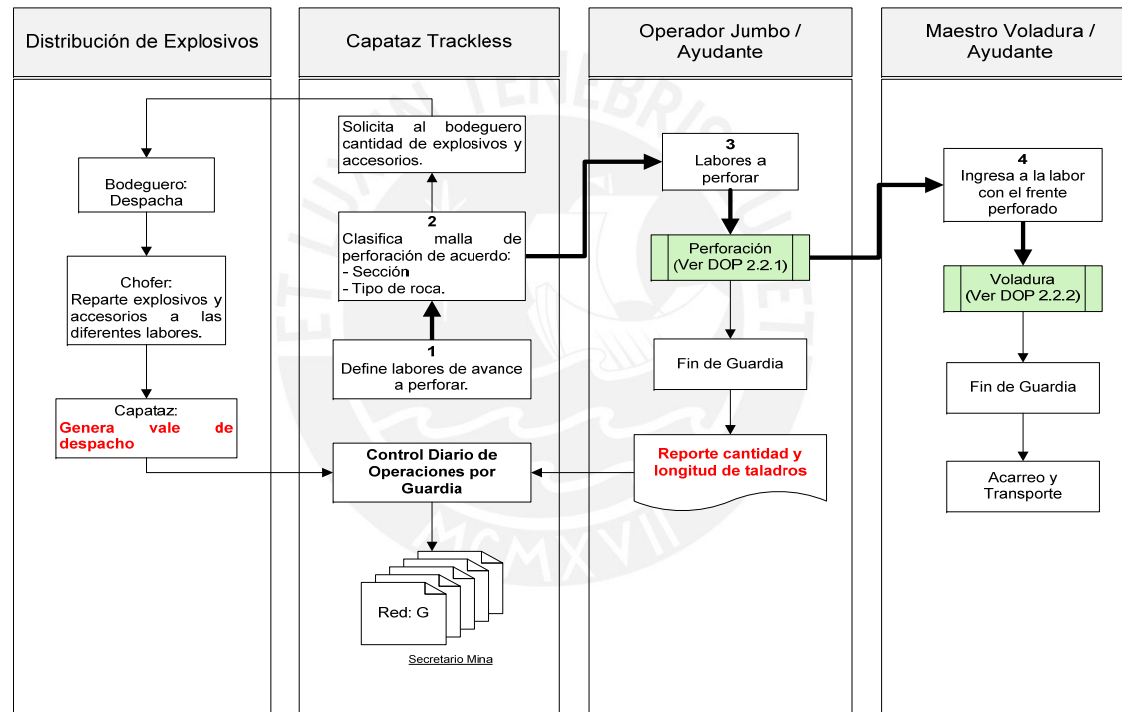 Distribución de Explosivos
Capataz Trackless
Operador Jumbo /
Ayudante
Maestro Voladura /
Ayudante
Bodeguero:
Despacha
Chofer:
Reparte explosivos y
accesorios a las
diferentes labores.
Capataz:
Genera vale de
despacho
Solicita al bodeguero
cantidad de explosivos y
accesorios.
2
Clasifica malla de
perforación de acuerdo:
- Sección
- Tipo de roca.
1
Define labores de avance
a perforar.
Control Diario de
Operaciones por
Guardia
Red: G
Secretario Mina
3
Labores a
perforar
Perforación
(Ver DOP 2.2.1)
Fin de Guardia
Reporte cantidad y
longitud de taladros
4
Ingresa a la labor
con el frente
perforado
Voladura
(Ver DOP 2.2.2)
Fin de Guardia
Acarreo y
Transporte
MCMXVII